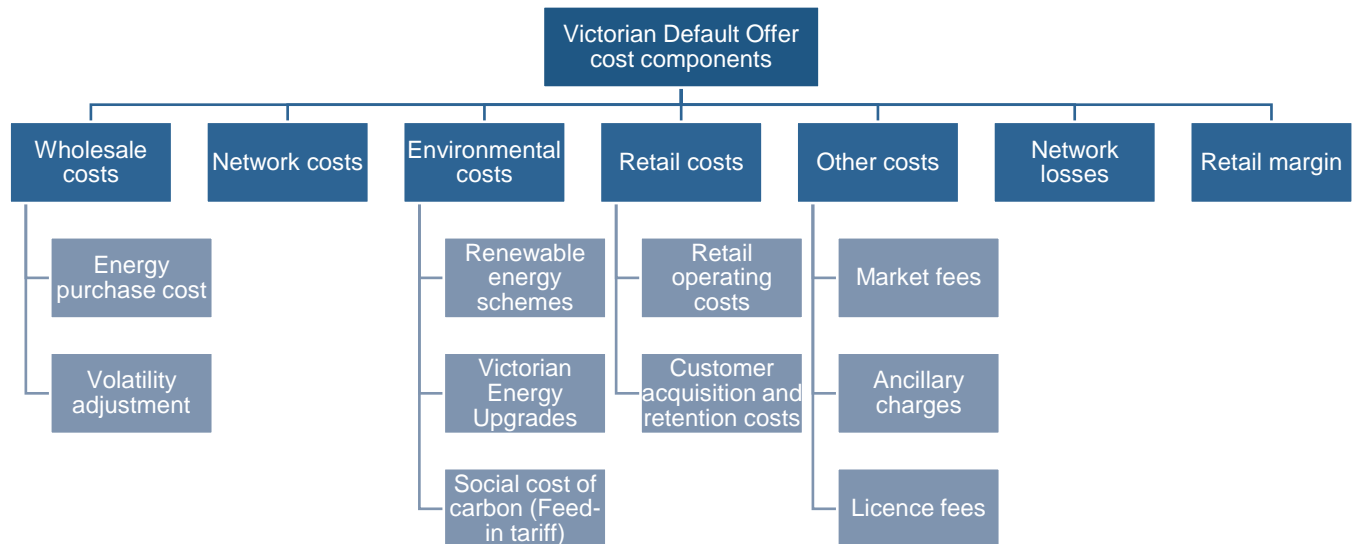 Victorian Default Offer
cost components
Wholesale
costs
Network costs
Environmental
costs
Retail costs
Other costs
Network
losses
Retail margin
Energy
purchase cost
Volatility
adjustment
Renewable
energy
schemes
Victorian
Energy
Upgrades
Social cost of
carbon (Feed-
in tariff)
Retail
operating
costs
Customer
acquisition and
retention costs
Market fees
Ancillary
charges
Licence fees